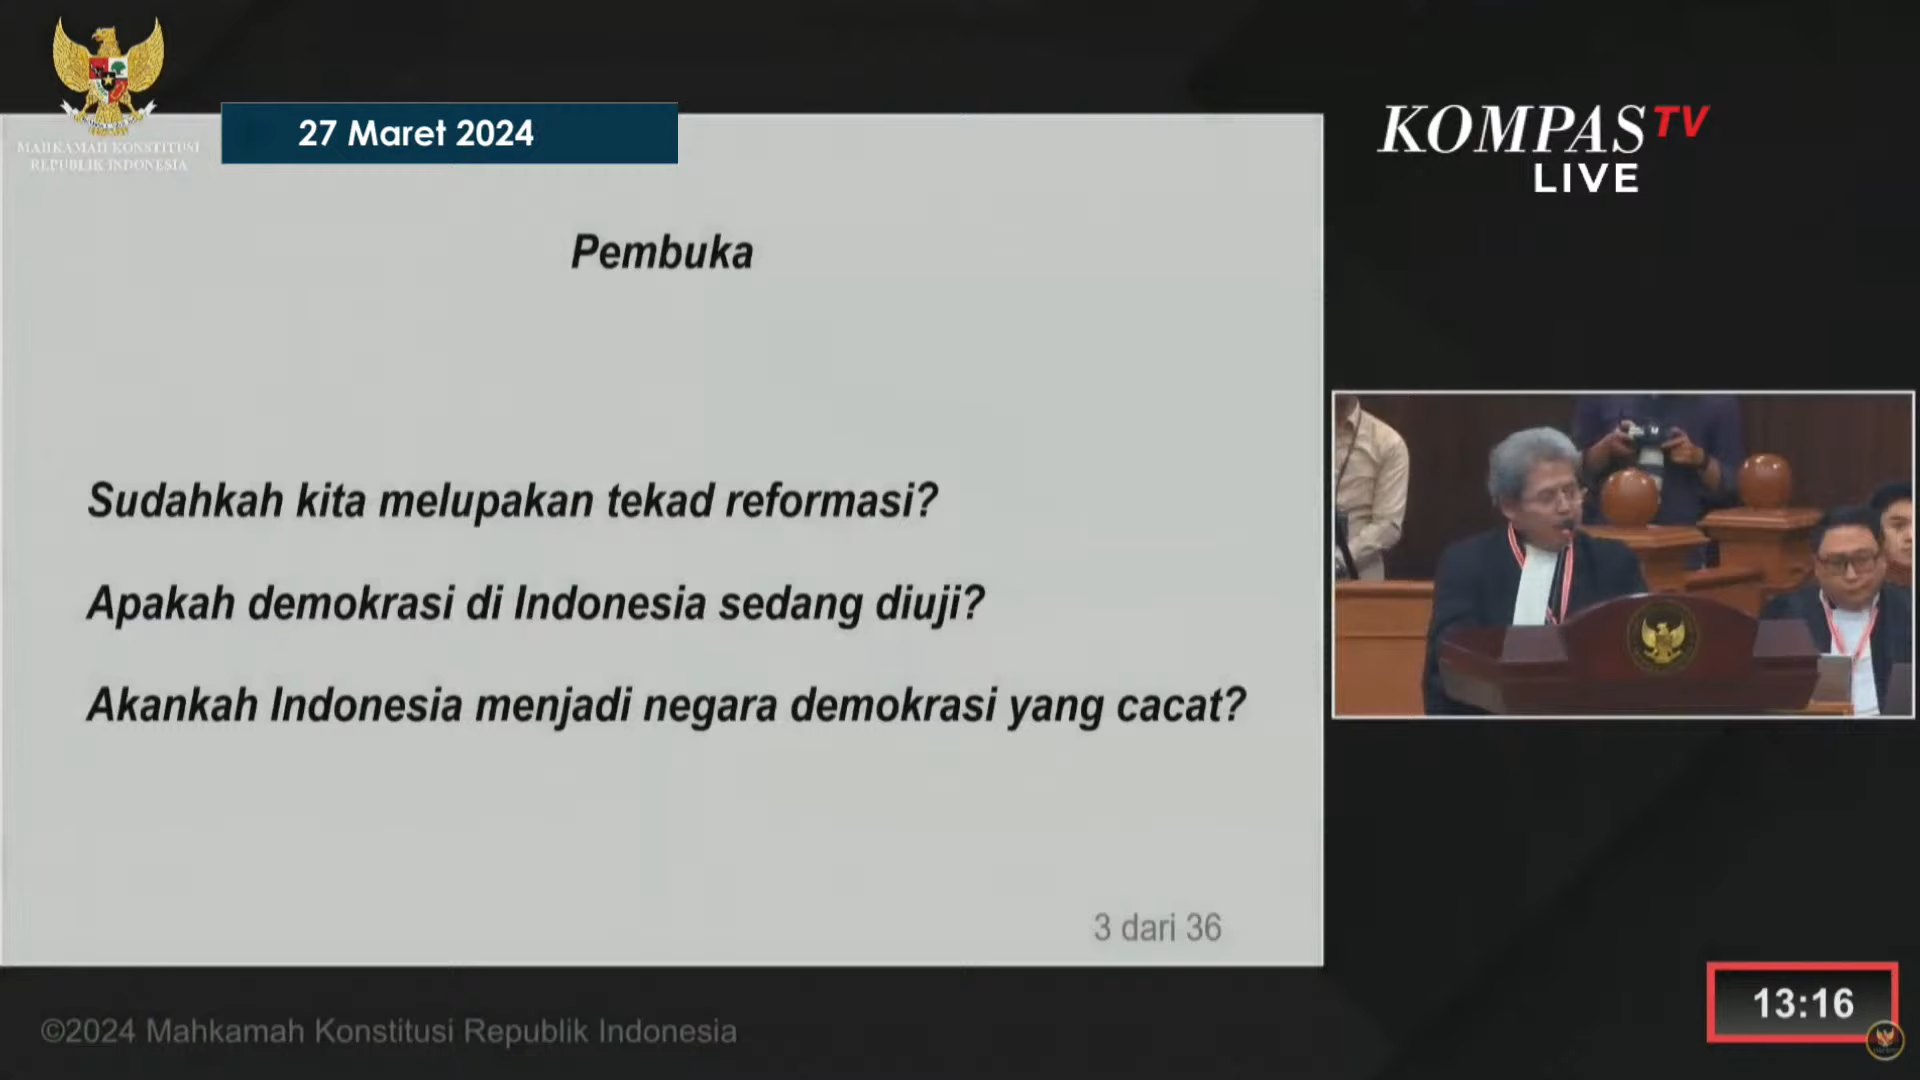 MAHKAMAH KONSTITUSI
REPUBLIK INDONESIA
27 Maret 2024
KOMPAS TV
LIVE
Pembuka
Sudahkah kita melupakan tekad reformasi?
Apakah demokrasi di Indonesia sedang diuji?
Akankah Indonesia menjadi negara demokrasi yang cacat?
3 dari 36
13:16
©2024 Mahkamah Konstitusi Republik Indonesia